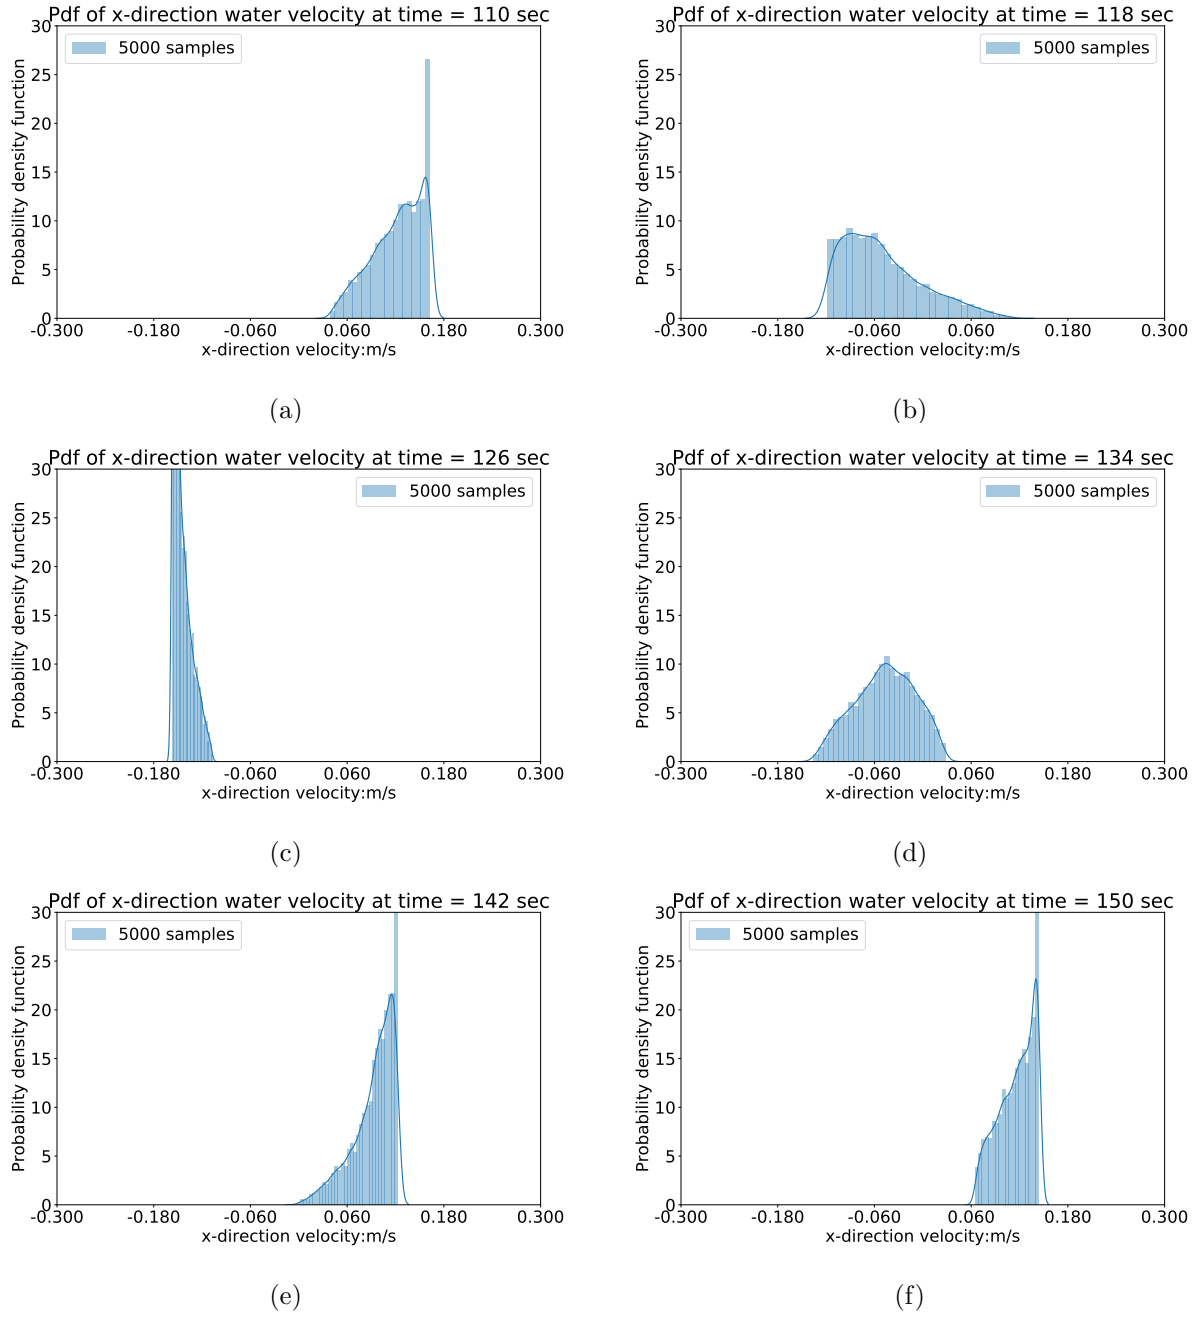 Pdf of x-direction water velocity at time = 110 sec
30
5000 samples
25
20
15
10
5
0
Probability density function
-0.300 -0.180 -0.060 0.060 0.180 0.300
x-direction velocity:m/s
(a)
Pdf of x-direction water velocity at time = 118 sec
30
5000 samples
25
20
15
10
5
0
Probability density function
-0.300 -0.180 -0.060 0.060 0.180 0.300
x-direction velocity:m/s
(b)
Pdf of x-direction water velocity at time = 126 sec
30
5000 samples
25
20
15
10
5
0
Probability density function
-0.300 -0.180 -0.060 0.060 0.180 0.300
x-direction velocity:m/s
(c)
Pdf of x-direction water velocity at time = 134 sec
30
5000 samples
25
20
15
10
5
0
Probability density function
-0.300 -0.180 -0.060 0.060 0.180 0.300
x-direction velocity:m/s
(d)
Pdf of x-direction water velocity at time = 142 sec
30
5000 samples
25
20
15
10
5
0
Probability density function
-0.300 -0.180 -0.060 0.060 0.180 0.300
x-direction velocity:m/s
(e)
Pdf of x-direction water velocity at time = 150 sec
30
5000 samples
25
20
15
10
5
0
Probability density function
-0.300 -0.180 -0.060 0.060 0.180 0.300
x-direction velocity:m/s
(f)